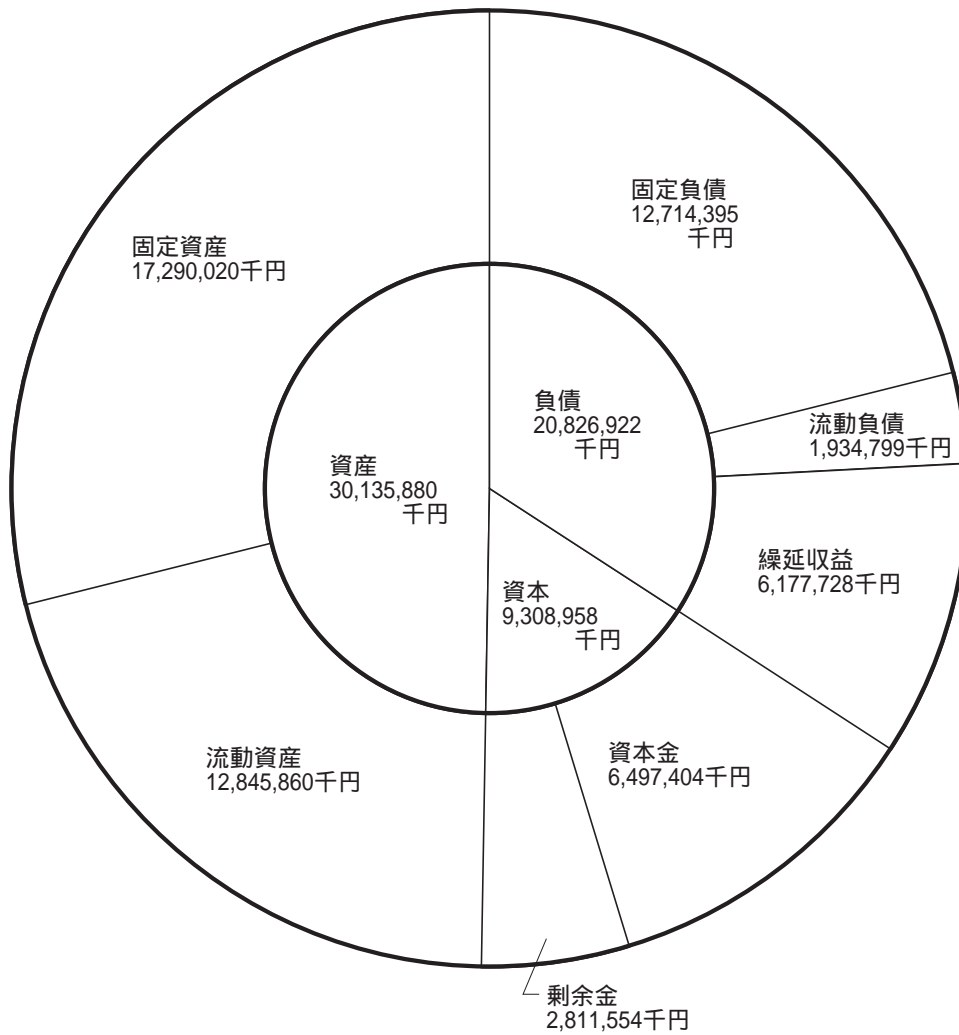 固定負債
12,714,395
千円
固定資産
17,290,020千円
負債
20,826,922
千円
流動負債
1,934,799千円
資産
30,135,880
千円
繰延収益
6,177,728千円
資本
9,308,958
千円
資本金
6,497,404千円
流動資産
12,845,860千円
剰余金
2,811,554千円